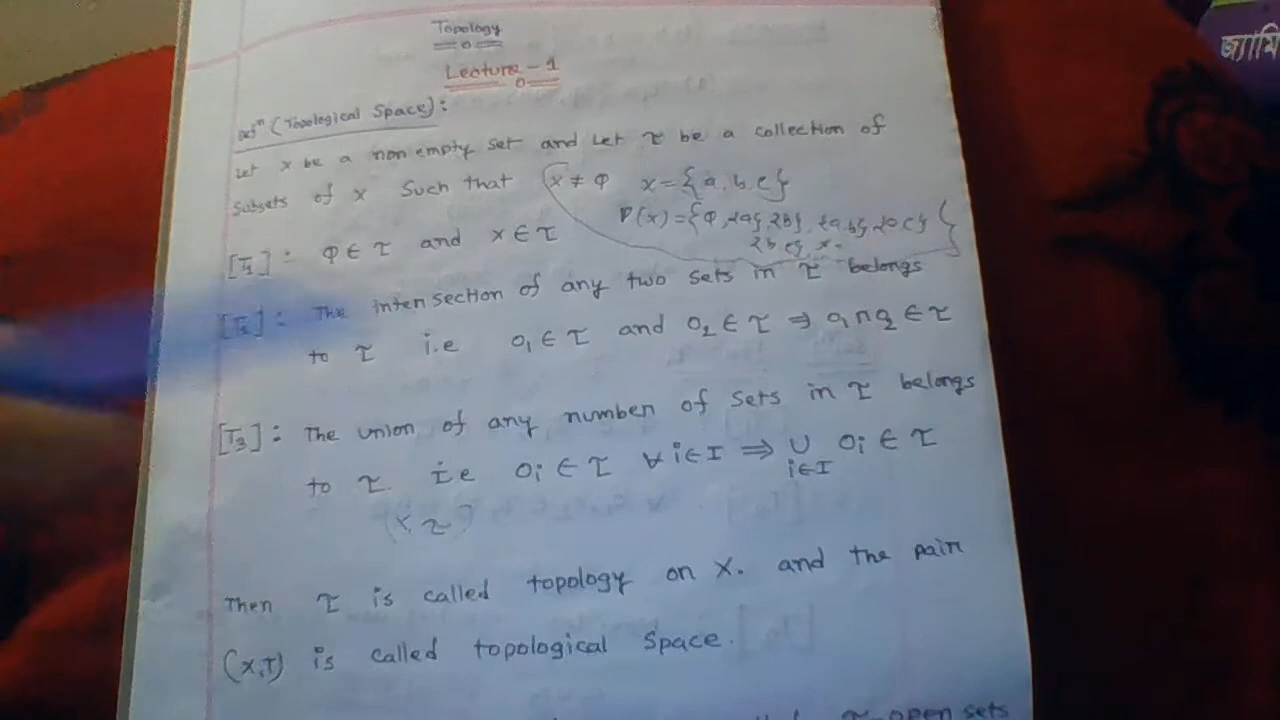 Topology
Lecture - 1
Defⁿ (Topological Space):
Let X be a non empty set and Let τ be a collection of
subsets of X Such that (X ≠ φ X = {a, b, c}
P(X) = {φ, {a}, {b}, {a,b}, {a c}
{b c}, X. }
[T₁] : φ ∈ τ and X ∈ τ
[T₂] : The intersection of any two sets in τ belongs
to τ i.e O₁ ∈ τ and O₂ ∈ τ ⇒ O₁ ∩ O₂ ∈ τ
[T₃] : The union of any number of sets in τ belongs
to τ. i.e Oᵢ ∈ τ ∀ i ∈ I ⇒ ∪ Oᵢ ∈ τ
i∈I
(X, τ)
Then τ is called topology on X. and the pair
(X,T) is called topological Space.
τ-open sets
জ্যামি